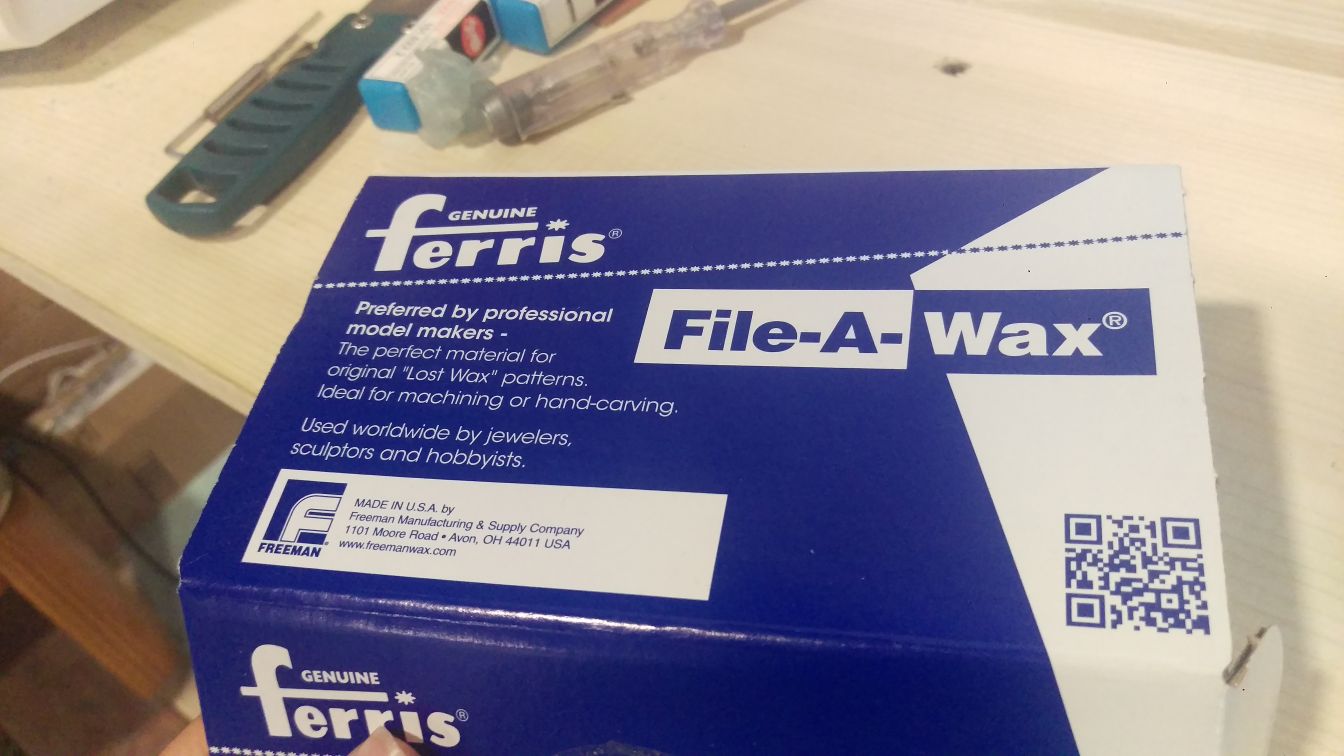 GENUINE
ferris®
Preferred by professional
model makers -
The perfect material for
original "Lost Wax" patterns.
Ideal for machining or hand-carving.
Used worldwide by jewelers,
sculptors and hobbyists.
File-A-Wax®
MADE IN U.S.A. by
Freeman Manufacturing & Supply Company
1101 Moore Road • Avon, OH 44011 USA
www.freemanwax.com
FREEMAN
GENUINE
ferris®